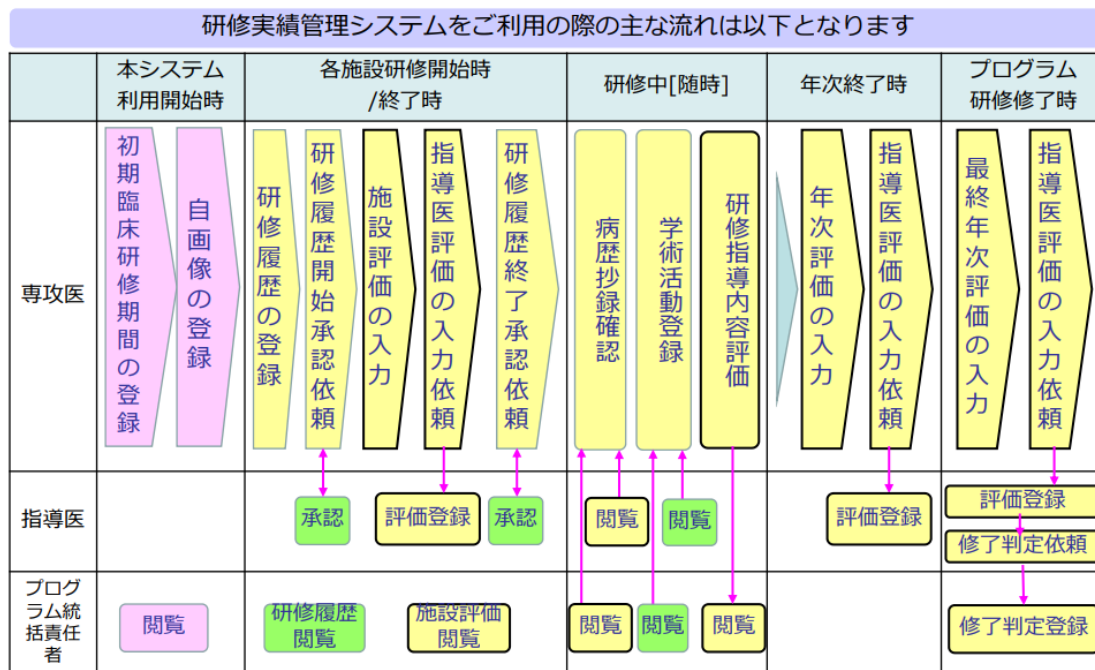 研修実績管理システムをご利用の際の主な流れは以下となります
本システム
利用開始時
各施設研修開始時
/終了時
研修中[随時]
年次終了時
プログラム
研修修了時
専攻医
初期臨床研修期間の登録
自画像の登録
研修履歴の登録
研修履歴開始承認依頼
施設評価の入力
指導医評価の入力依頼
研修履歴終了承認依頼
病歴抄録確認
学術活動登録
研修指導内容評価
年次評価の入力
指導医評価の入力依頼
最終年次評価の入力
指導医評価の入力依頼
指導医
承認
評価登録
承認
閲覧
閲覧
評価登録
評価登録
修了判定依頼
プログ
ラム統
括責任
者
閲覧
研修履歴
閲覧
施設評価
閲覧
閲覧
閲覧
閲覧
修了判定登録